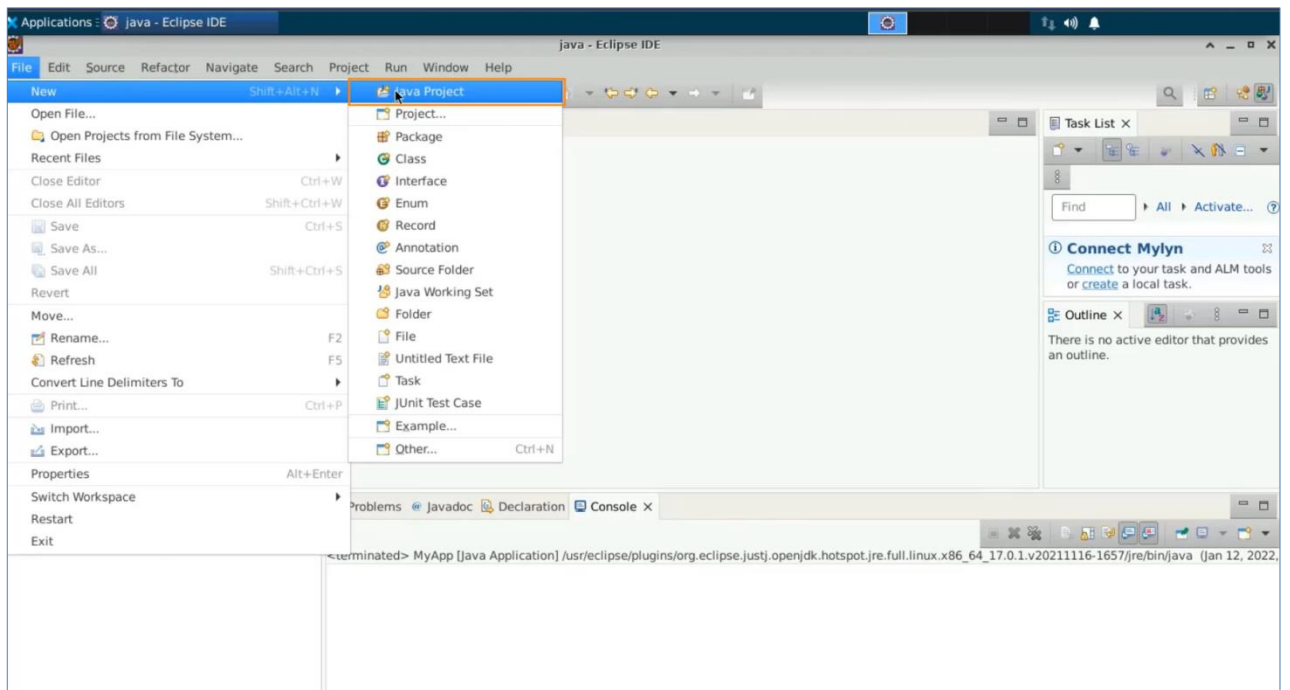 Applications : java - Eclipse IDE
java - Eclipse IDE
File Edit Source Refactor Navigate Search Project Run Window Help
New Shift+Alt+N
Open File...
Open Projects from File System...
Recent Files
Close Editor Ctrl+W
Close All Editors Shift+Ctrl+W
Save Ctrl+S
Save As...
Save All Shift+Ctrl+S
Revert
Move...
Rename... F2
Refresh F5
Convert Line Delimiters To
Print... Ctrl+P
Import...
Export...
Properties Alt+Enter
Switch Workspace
Restart
Exit
Java Project
Project...
Package
Class
Interface
Enum
Record
Annotation
Source Folder
Java Working Set
Folder
File
Untitled Text File
Task
JUnit Test Case
Example...
Other... Ctrl+N
Task List
Find All Activate...
Connect Mylyn
Connect to your task and ALM tools
or create a local task.
Outline
There is no active editor that provides
an outline.
Problems Javadoc Declaration Console
<terminated> MyApp [Java Application] /usr/eclipse/plugins/org.eclipse.justj.openjdk.hotspot.jre.full.linux.x86_64_17.0.1.v20211116-1657/jre/bin/java (Jan 12, 2022,